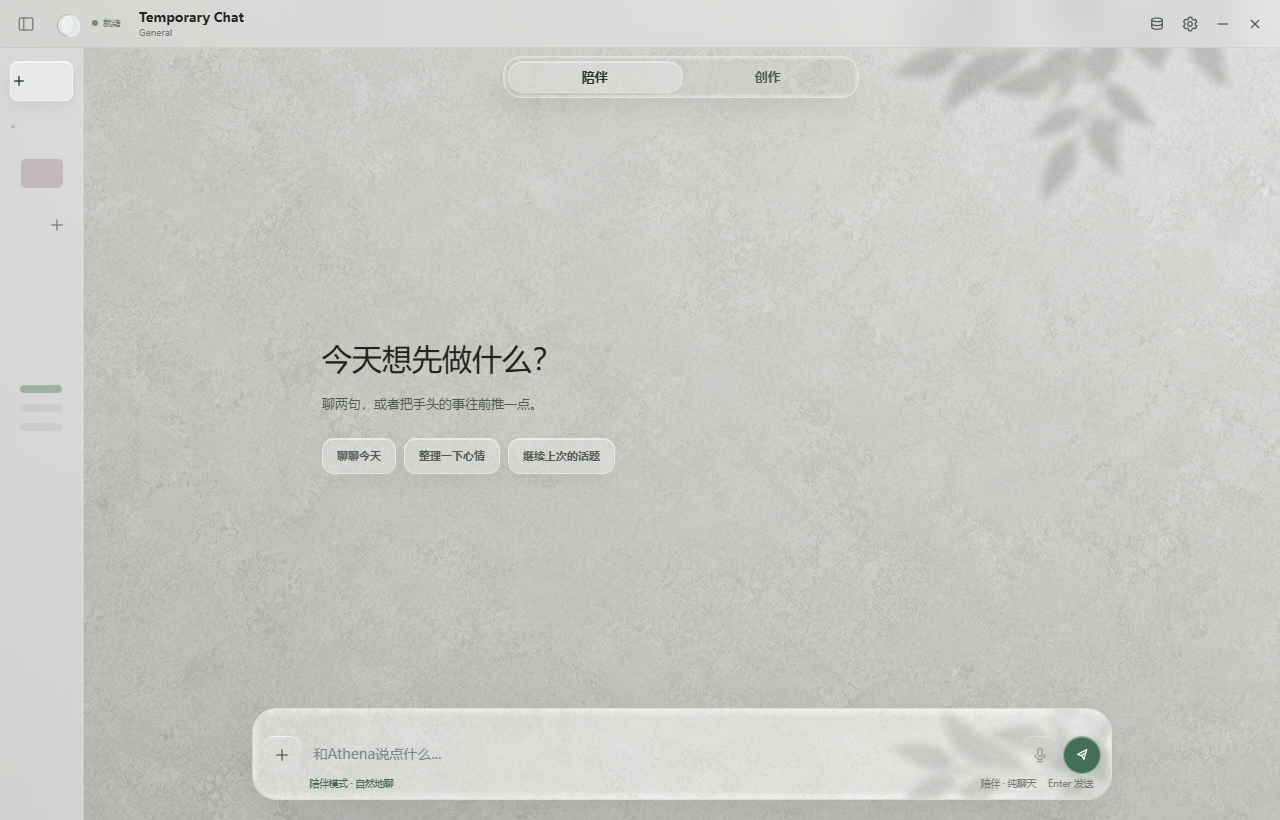 就绪
Temporary Chat
General
陪伴
创作
今天想先做什么?
聊两句，或者把手头的事往前推一点。
聊聊今天
整理一下心情
继续上次的话题
和Athena说点什么...
陪伴模式 · 自然地聊
陪伴 · 纯聊天
Enter 发送